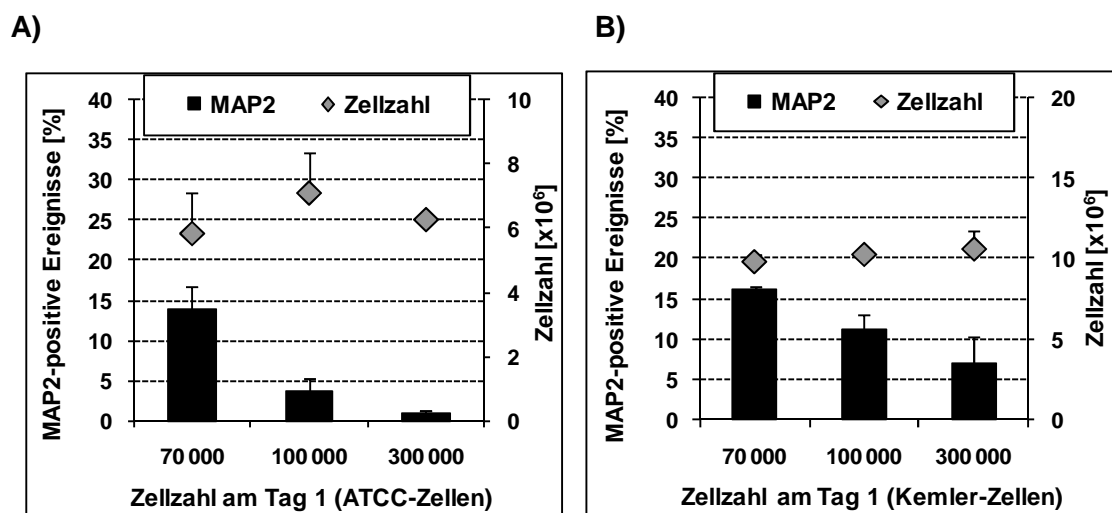 A)
MAP2 Zellzahl
MAP2-positive Ereignisse [%]
40
35
30
25
20
15
10
5
0
10
8
6
4
2
0
Zellzahl [x10⁶]
70 000 100 000 300 000
Zellzahl am Tag 1 (ATCC-Zellen)
B)
MAP2 Zellzahl
MAP2-positive Ereignisse [%]
40
35
30
25
20
15
10
5
0
20
15
10
5
0
Zellzahl [x10⁶]
70 000 100 000 300 000
Zellzahl am Tag 1 (Kemler-Zellen)